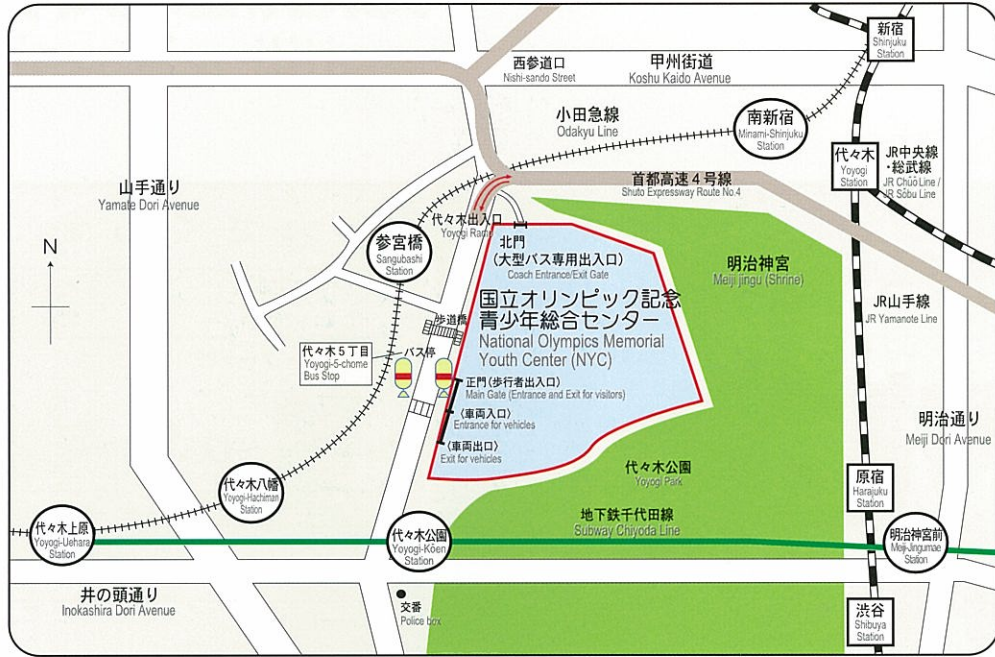 新宿
Shinjuku
Station
西参道口
Nishi-sando Street
甲州街道
Koshu Kaido Avenue
小田急線
Odakyu Line
南新宿
Minami-Shinjuku
Station
代々木
Yoyogi
Station
JR中央線
・総武線
JR Chūō Line /
JR Sōbu Line
首都高速4号線
Shuto Expressway Route No.4
山手通り
Yamate Dori Avenue
N
代々木出入口
Yoyogi Ramp
参宮橋
Sangubashi
Station
北門
(大型バス専用出入口)
Coach Entrance/Exit Gate
明治神宮
Meiji jingu (Shrine)
国立オリンピック記念
青少年総合センター
National Olympics Memorial
Youth Center (NYC)
JR山手線
JR Yamanote Line
歩道橋
代々木5丁目
Yoyogi-5-chome
Bus Stop
バス停
正門(歩行者出入口)
Main Gate (Entrance and Exit for visitors)
〈車両入口〉
Entrance for vehicles
〈車両出口〉
Exit for vehicles
明治通り
Meiji Dori Avenue
代々木公園
Yoyogi Park
原宿
Harajuku
Station
代々木八幡
Yoyogi-Hachiman
Station
代々木上原
Yoyogi-Uehara
Station
代々木公園
Yoyogi-Kōen
Station
地下鉄千代田線
Subway Chiyoda Line
明治神宮前
Meiji-Jingumae
Station
井の頭通り
Inokashira Dori Avenue
交番
Police box
渋谷
Shibuya
Station